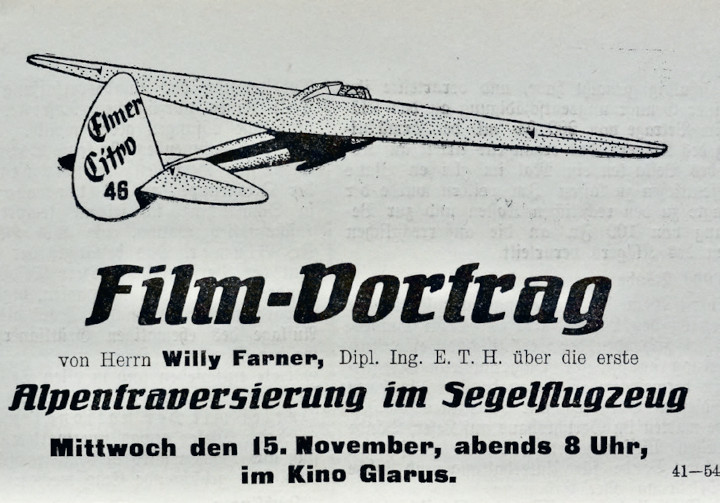 Elmer
Citro
46
Film-Vortrag
von Herrn Willy Farner, Dipl. Ing. E. T. H. über die erste
Alpentraversierung im Segelflugzeug
Mittwoch den 15. November, abends 8 Uhr,
im Kino Glarus.
41—54